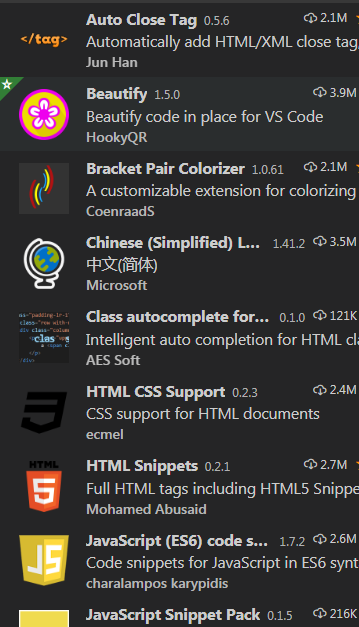 </tag>
Auto Close Tag 0.5.6 2.1M
Automatically add HTML/XML close tag
Jun Han
Beautify 1.5.0 3.9M
Beautify code in place for VS Code
HookyQR
Bracket Pair Colorizer 1.0.61 2.1M
A customizable extension for colorizing
CoenraadS
Chinese (Simplified) L... 1.41.2 3.5M
中文(简体)
Microsoft
Class autocomplete for... 0.1.0 121K
Intelligent auto completion for HTML cla
AES Soft
HTML CSS Support 0.2.3 2.4M
CSS support for HTML documents
ecmel
HTML
HTML Snippets 0.2.1 2.7M
Full HTML tags including HTML5 Snippe
Mohamed Abusaid
JS
JavaScript (ES6) code s... 1.7.2 2.6M
Code snippets for JavaScript in ES6 synt
charalampos karypidis
JavaScript Snippet Pack 0.1.5 216K